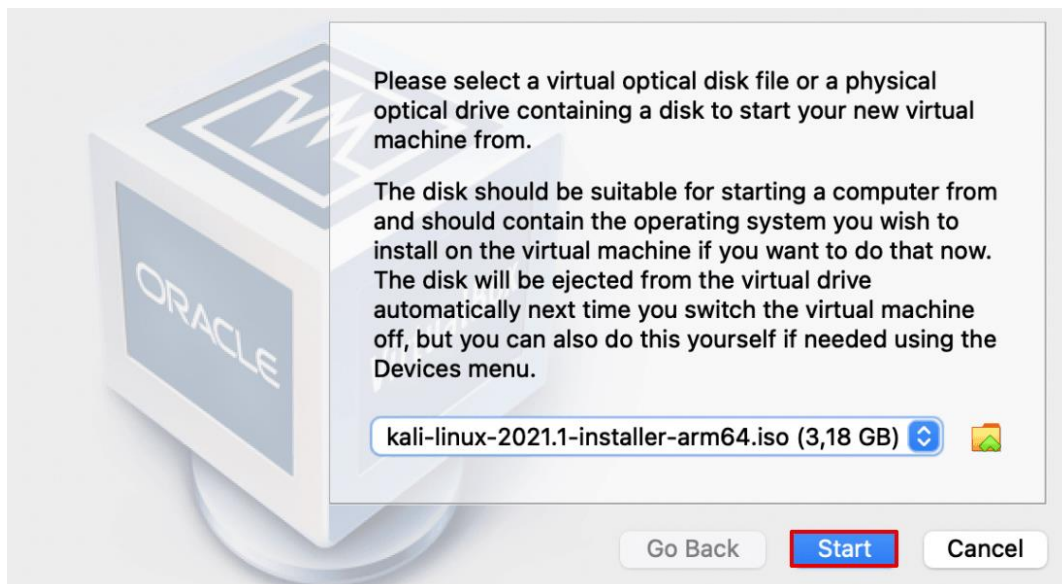 Please select a virtual optical disk file or a physical
optical drive containing a disk to start your new virtual
machine from.
The disk should be suitable for starting a computer from
and should contain the operating system you wish to
install on the virtual machine if you want to do that now.
The disk will be ejected from the virtual drive
automatically next time you switch the virtual machine
off, but you can also do this yourself if needed using the
Devices menu.
ORACLE
kali-linux-2021.1-installer-arm64.iso (3,18 GB)
Go Back
Start
Cancel